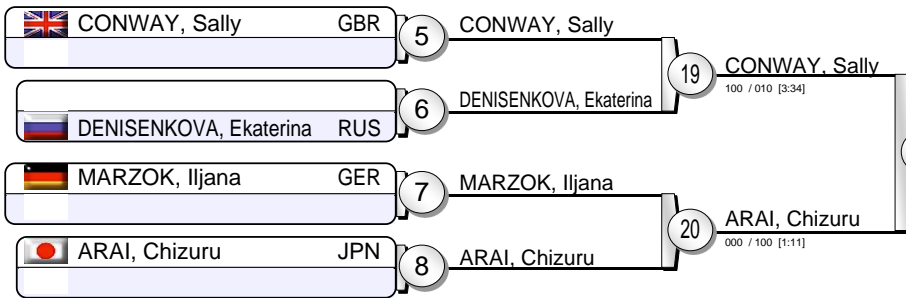 CONWAY, Sally GBR
5
CONWAY, Sally
19
CONWAY, Sally
100 / 010 [3:34]
6
DENISENKOVA, Ekaterina
DENISENKOVA, Ekaterina RUS
MARZOK, Iljana GER
7
MARZOK, Iljana
20
ARAI, Chizuru
000 / 100 [1:11]
ARAI, Chizuru JPN
8
ARAI, Chizuru